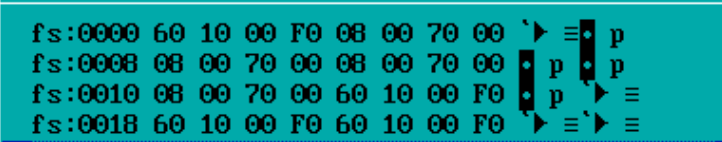 fs:0000 60 10 00 F0 08 00 70 00 `► ≡◘ p
fs:0008 08 00 70 00 08 00 70 00 ◘ p ◘ p
fs:0010 08 00 70 00 60 10 00 F0 ◘ p `► ≡
fs:0018 60 10 00 F0 60 10 00 F0 `► ≡`► ≡